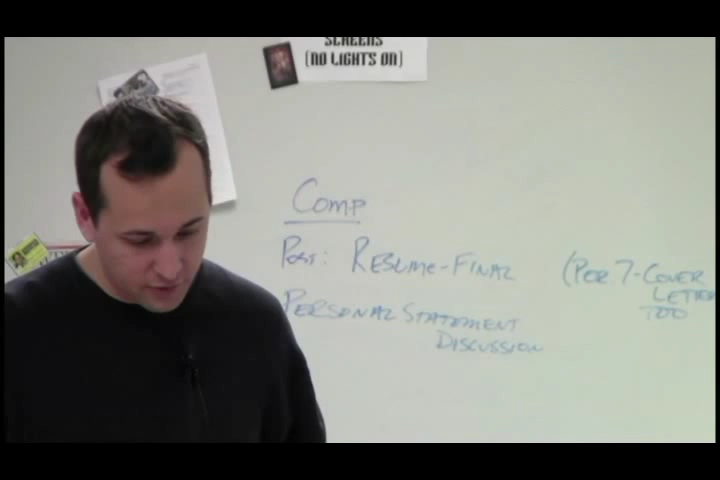 SCREENS
(NO LIGHTS ON)
COMP
POST: RESUME-FINAL (PER 7-COVER
LETTER
PERSONAL STATEMENT TOO
DISCUSSION